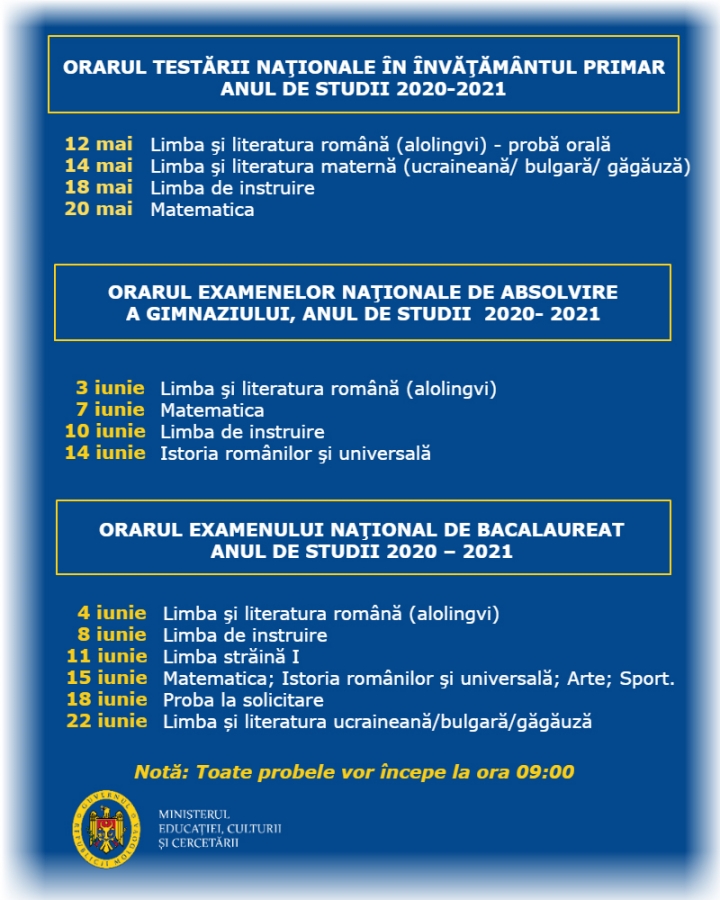 ORARUL TESTĂRII NAŢIONALE ÎN ÎNVĂŢĂMÂNTUL PRIMAR
ANUL DE STUDII 2020-2021
12 mai Limba şi literatura română (alolingvi) - probă orală
14 mai Limba şi literatura maternă (ucraineană/ bulgară/ găgăuză)
18 mai Limba de instruire
20 mai Matematica
ORARUL EXAMENELOR NAŢIONALE DE ABSOLVIRE
A GIMNAZIULUI, ANUL DE STUDII 2020- 2021
3 iunie Limba şi literatura română (alolingvi)
7 iunie Matematica
10 iunie Limba de instruire
14 iunie Istoria românilor şi universală
ORARUL EXAMENULUI NAŢIONAL DE BACALAUREAT
ANUL DE STUDII 2020 – 2021
4 iunie Limba şi literatura română (alolingvi)
8 iunie Limba de instruire
11 iunie Limba străină I
15 iunie Matematica; Istoria românilor şi universală; Arte; Sport.
18 iunie Proba la solicitare
22 iunie Limba și literatura ucraineană/bulgară/găgăuză
Notă: Toate probele vor începe la ora 09:00
GUVERNUL
REPUBLICII MOLDOVA
MINISTERUL
EDUCAȚIEI, CULTURII
ȘI CERCETĂRII